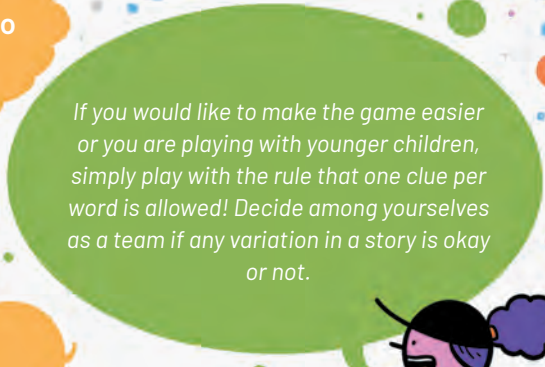 o
If you would like to make the game easier
or you are playing with younger children,
simply play with the rule that one clue per
word is allowed! Decide among yourselves
as a team if any variation in a story is okay
or not.